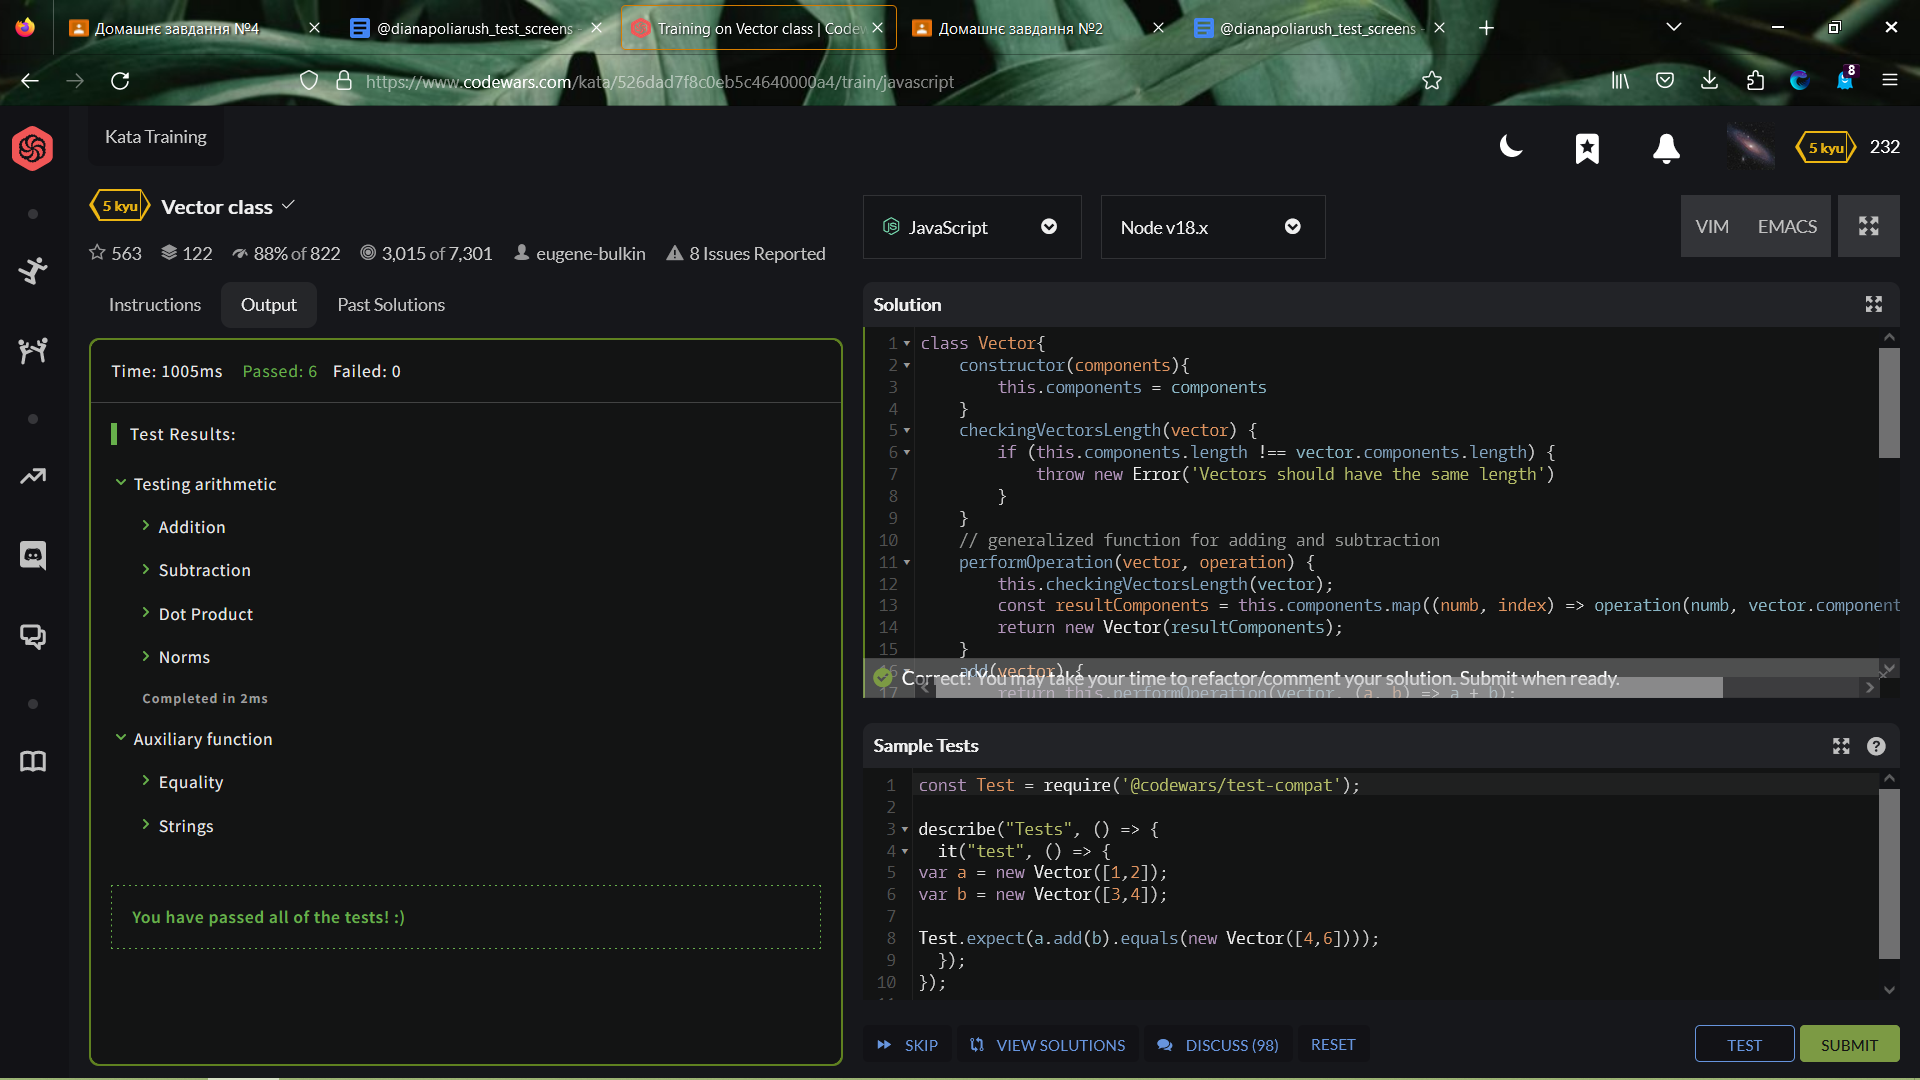 Домашнє завдання №4
@dianapoliarush_test_screens -
Training on Vector class | Codew
Домашнє завдання №2
@dianapoliarush_test_screens -
https://www.codewars.com/kata/526dad7f8c0eb5c4640000a4/train/javascript
8
Kata Training
5 kyu
232
5 kyu
Vector class
563
122
88% of 822
3,015 of 7,301
eugene-bulkin
8 Issues Reported
JavaScript
Node v18.x
VIM
EMACS
Instructions
Output
Past Solutions
Time: 1005ms Passed: 6 Failed: 0
Test Results:
Testing arithmetic
Addition
Subtraction
Dot Product
Norms
Completed in 2ms
Auxiliary function
Equality
Strings
You have passed all of the tests! :)
Solution
1 class Vector{
2 constructor(components){
3 this.components = components
4 }
5 checkingVectorsLength(vector) {
6 if (this.components.length !== vector.components.length) {
7 throw new Error('Vectors should have the same length')
8 }
9 }
10 // generalized function for adding and subtraction
11 performOperation(vector, operation) {
12 this.checkingVectorsLength(vector);
13 const resultComponents = this.components.map((numb, index) => operation(numb, vector.component
14 return new Vector(resultComponents);
15 }
16 add(vector) {
Correct! You may take your time to refactor/comment your solution. Submit when ready.
17 return this.performOperation(vector, (a, b) => a + b);
Sample Tests
1 const Test = require('@codewars/test-compat');
2
3 describe("Tests", () => {
4 it("test", () => {
5 var a = new Vector([1,2]);
6 var b = new Vector([3,4]);
7
8 Test.expect(a.add(b).equals(new Vector([4,6])));
9 });
10 });
SKIP
VIEW SOLUTIONS
DISCUSS (98)
RESET
TEST
SUBMIT